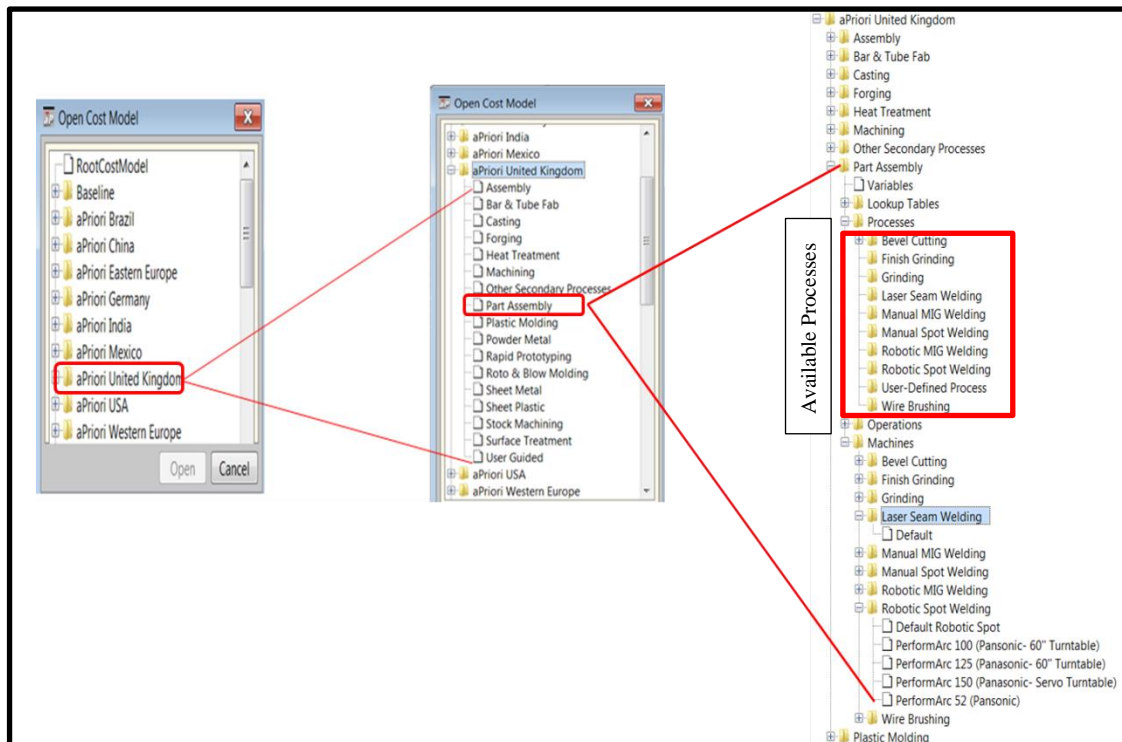 Open Cost Model
RootCostModel
Baseline
aPriori Brazil
aPriori China
aPriori Eastern Europe
aPriori Germany
aPriori India
aPriori Mexico
aPriori United Kingdom
aPriori USA
aPriori Western Europe
Open
Cancel
Open Cost Model
aPriori India
aPriori Mexico
aPriori United Kingdom
Assembly
Bar & Tube Fab
Casting
Forging
Heat Treatment
Machining
Other Secondary Processes
Part Assembly
Plastic Molding
Powder Metal
Rapid Prototyping
Roto & Blow Molding
Sheet Metal
Sheet Plastic
Stock Machining
Surface Treatment
User Guided
aPriori USA
aPriori Western Europe
Available Processes
aPriori United Kingdom
Assembly
Bar & Tube Fab
Casting
Forging
Heat Treatment
Machining
Other Secondary Processes
Part Assembly
Variables
Lookup Tables
Processes
Bevel Cutting
Finish Grinding
Grinding
Laser Seam Welding
Manual MIG Welding
Manual Spot Welding
Robotic MIG Welding
Robotic Spot Welding
User-Defined Process
Wire Brushing
Operations
Machines
Bevel Cutting
Finish Grinding
Grinding
Laser Seam Welding
Default
Manual MIG Welding
Manual Spot Welding
Robotic MIG Welding
Robotic Spot Welding
Default Robotic Spot
PerformArc 100 (Pansonic- 60" Turntable)
PerformArc 125 (Panasonic- 60" Turntable)
PerformArc 150 (Panasonic- Servo Turntable)
PerformArc 52 (Pansonic)
Wire Brushing
Plastic Molding